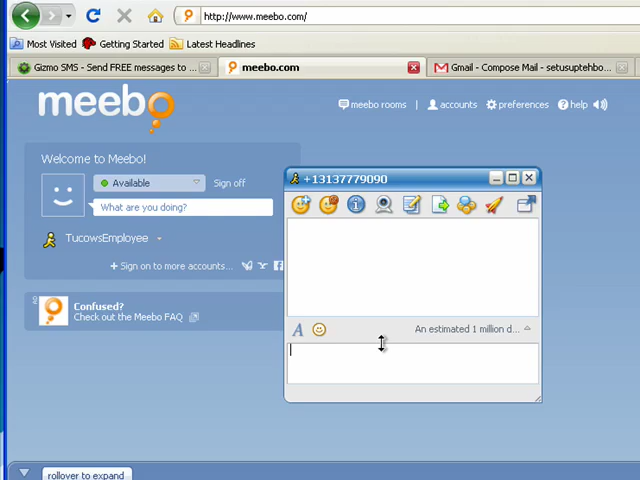 http://www.meebo.com/
Most Visited Getting Started Latest Headlines
Gizmo SMS - Send FREE messages to ... meebo.com Gmail - Compose Mail - setusuptehbo...
meebo
meebo rooms | accounts preferences ? help
Welcome to Meebo!
Available Sign off
What are you doing?
TucowsEmployee
+ Sign on to more accounts...
AD
Confused?
Check out the Meebo FAQ
+13137779090
A An estimated 1 million d...
rollover to expand